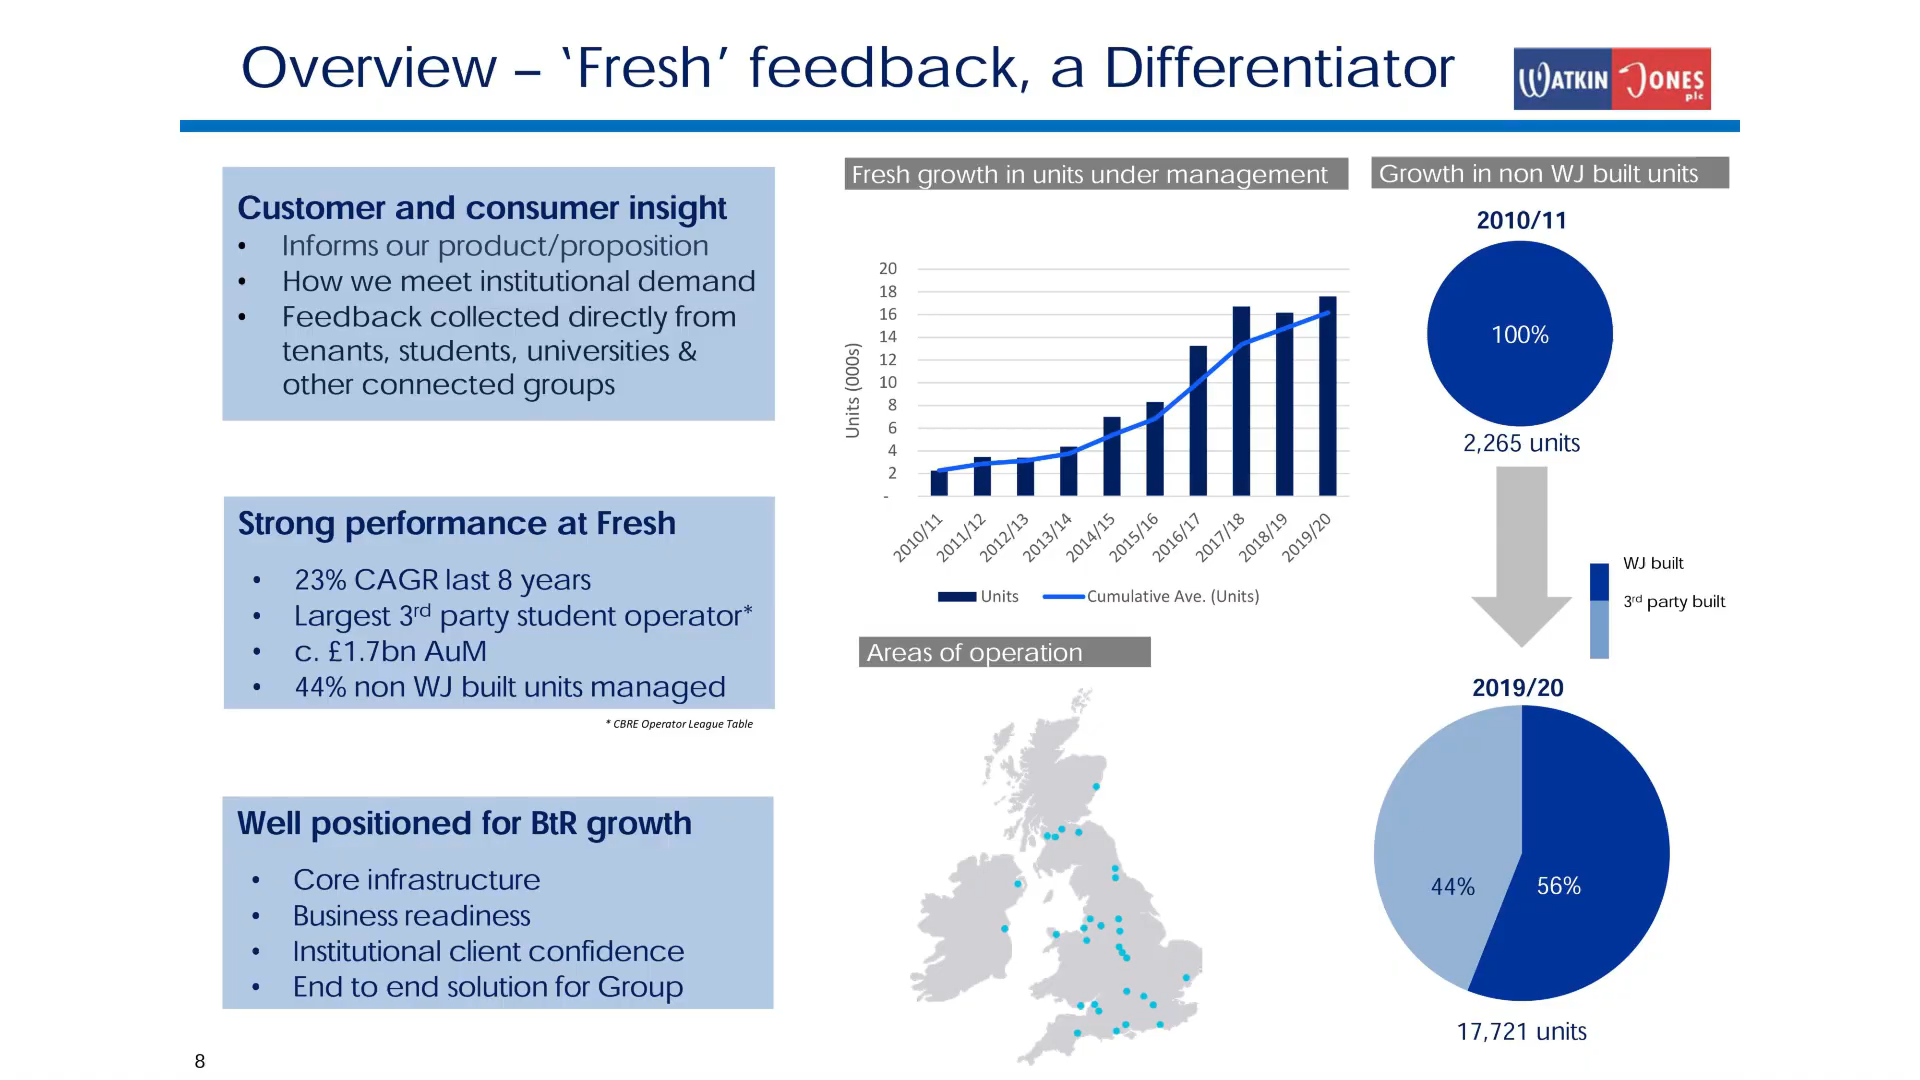 Overview – ‘Fresh’ feedback, a Differentiator
WATKIN JONES
plc
Customer and consumer insight
• Informs our product/proposition
• How we meet institutional demand
• Feedback collected directly from
tenants, students, universities &
other connected groups
Strong performance at Fresh
• 23% CAGR last 8 years
• Largest 3rd party student operator*
• c. £1.7bn AuM
• 44% non WJ built units managed
* CBRE Operator League Table
Well positioned for BtR growth
• Core infrastructure
• Business readiness
• Institutional client confidence
• End to end solution for Group
Fresh growth in units under management
Units (000s)
20
18
16
14
12
10
8
6
4
2
-
2010/11
2011/12
2012/13
2013/14
2014/15
2015/16
2016/17
2017/18
2018/19
2019/20
Units
Cumulative Ave. (Units)
Areas of operation
Growth in non WJ built units
2010/11
100%
2,265 units
WJ built
3rd party built
2019/20
44%
56%
17,721 units
8